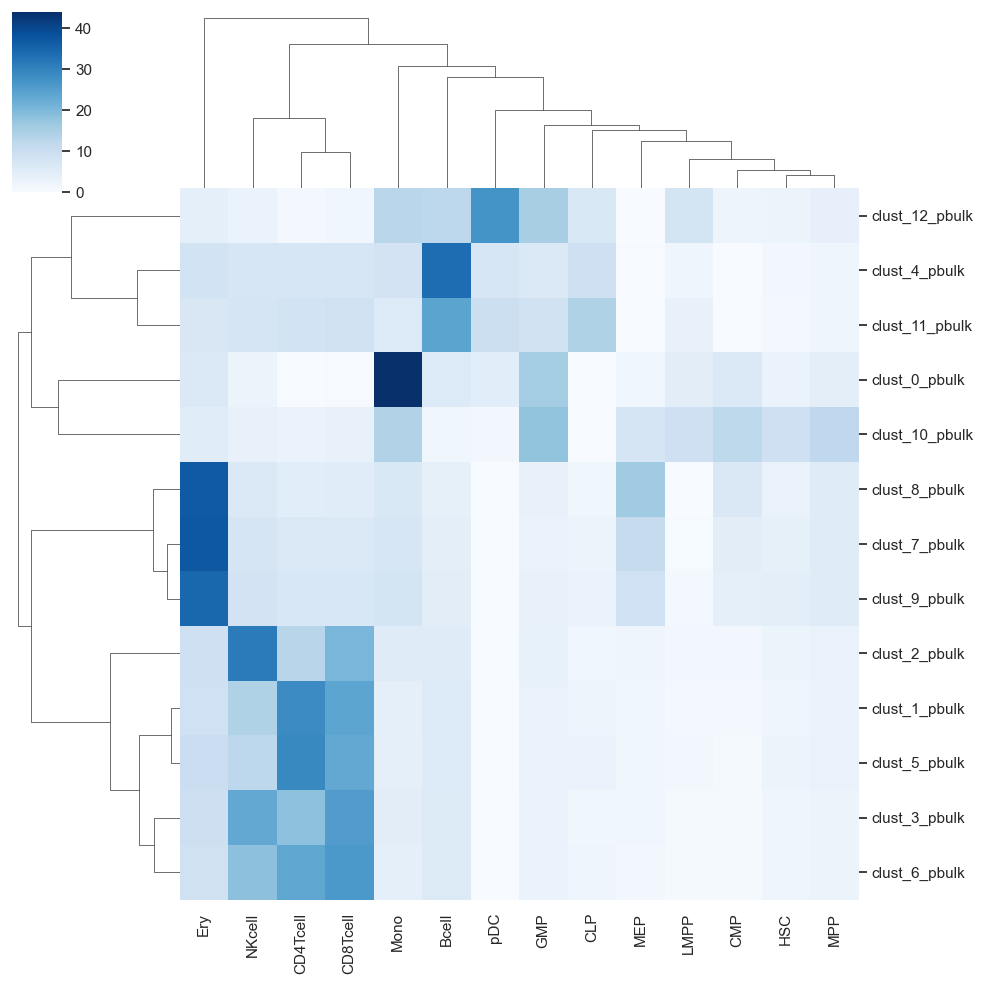 40
30
20
10
0
clust_12_pbulk
clust_4_pbulk
clust_11_pbulk
clust_0_pbulk
clust_10_pbulk
clust_8_pbulk
clust_7_pbulk
clust_9_pbulk
clust_2_pbulk
clust_1_pbulk
clust_5_pbulk
clust_3_pbulk
clust_6_pbulk
Ery
NKcell
CD4Tcell
CD8Tcell
Mono
Bcell
pDC
GMP
CLP
MEP
LMPP
CMP
HSC
MPP